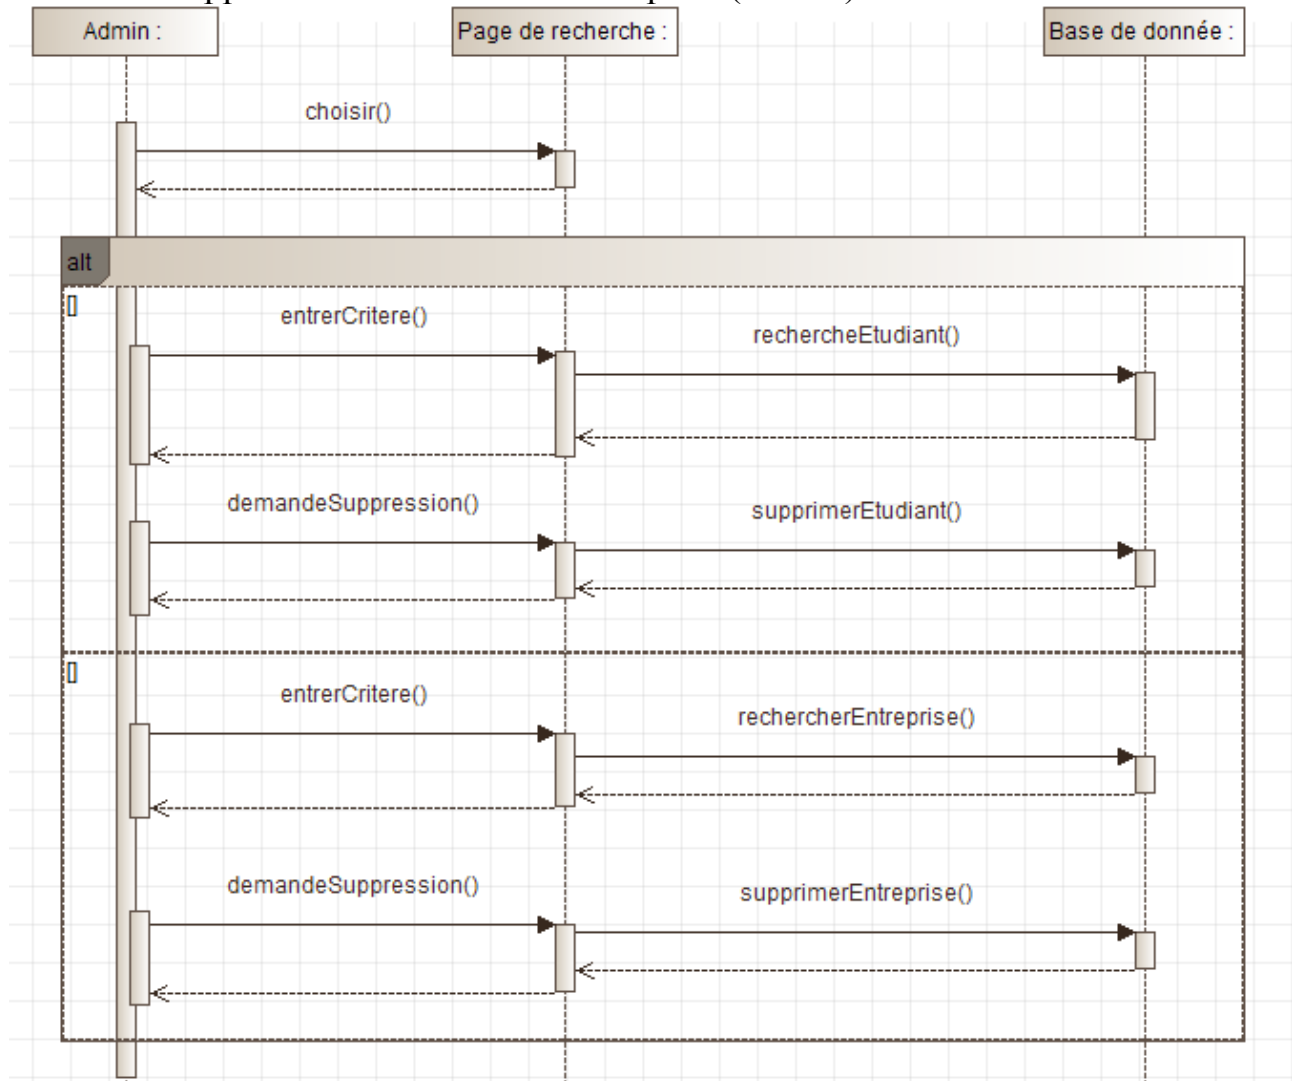 Admin :
Page de recherche :
Base de donnée :
choisir()
alt
[]
entrerCritere()
rechercheEtudiant()
demandeSuppression()
supprimerEtudiant()
[]
entrerCritere()
rechercherEntreprise()
demandeSuppression()
supprimerEntreprise()